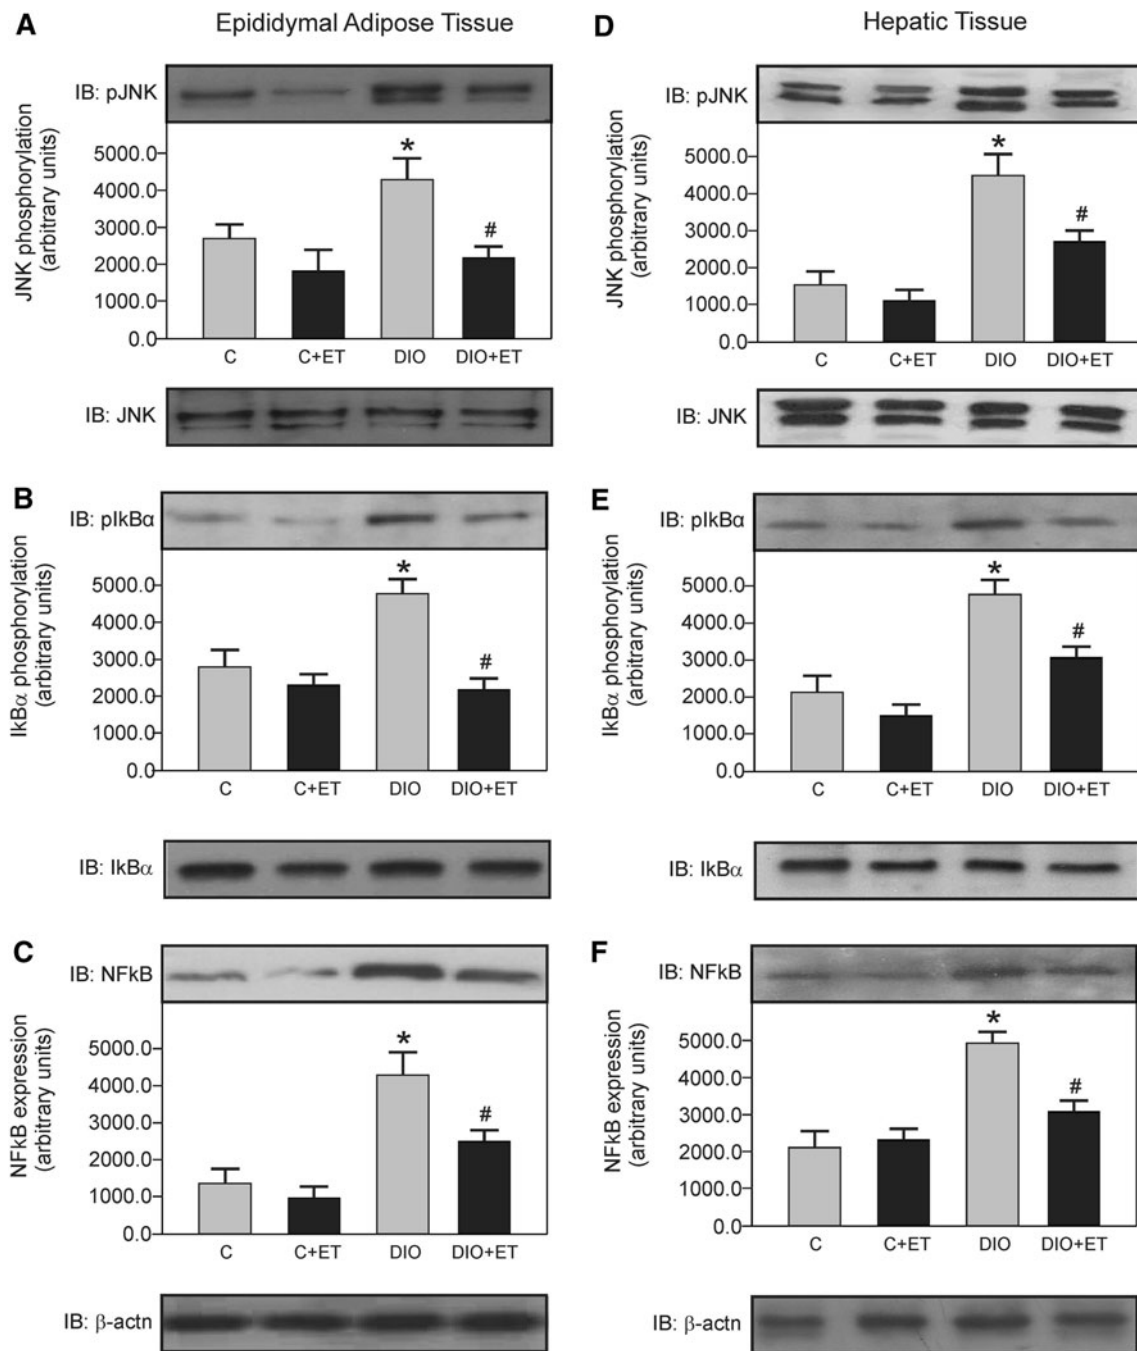 A Epididymal Adipose Tissue
IB: pJNK
JNK phosphorylation
(arbitrary units)
5000.0
4000.0
3000.0
2000.0
1000.0
0.0
*
#
C C+ET DIO DIO+ET
IB: JNK
B
IB: pIkBα
IkBα phosphorylation
(arbitrary units)
5000.0
4000.0
3000.0
2000.0
1000.0
0.0
*
#
C C+ET DIO DIO+ET
IB: IkBα
C
IB: NFkB
NFkB expression
(arbitrary units)
5000.0
4000.0
3000.0
2000.0
1000.0
0.0
*
#
C C+ET DIO DIO+ET
IB: β-actn
D Hepatic Tissue
IB: pJNK
JNK phosphorylation
(arbitrary units)
5000.0
4000.0
3000.0
2000.0
1000.0
0.0
*
#
C C+ET DIO DIO+ET
IB: JNK
E
IB: pIkBα
IkBα phosphorylation
(arbitrary units)
5000.0
4000.0
3000.0
2000.0
1000.0
0.0
*
#
C C+ET DIO DIO+ET
IB: IkBα
F
IB: NFkB
NFkB expression
(arbitrary units)
5000.0
4000.0
3000.0
2000.0
1000.0
0.0
*
#
C C+ET DIO DIO+ET
IB: β-actn